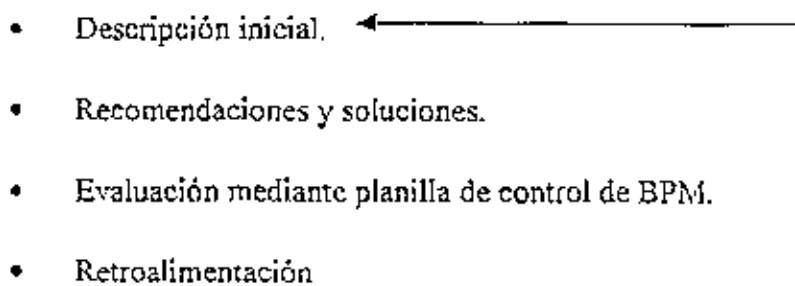 • Descripción inicial.
• Recomendaciones y soluciones.
• Evaluación mediante planilla de control de BPM.
• Retroalimentación